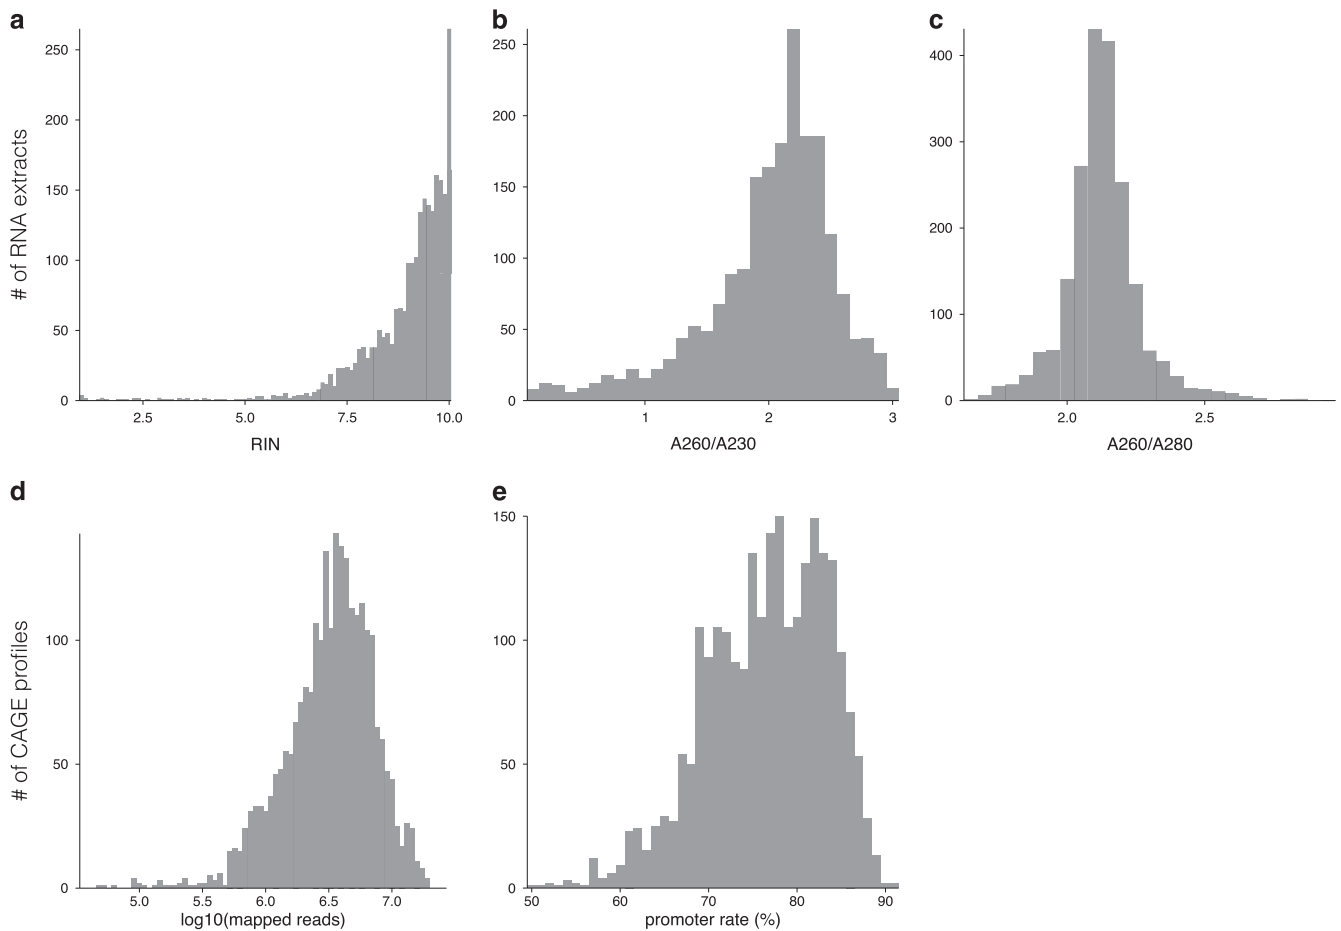 a
b
c
# of RNA extracts
250
200
150
100
50
0
2.5 5.0 7.5 10.0
RIN
250
200
150
100
50
0
1 2 3
A260/A230
400
300
200
100
0
2.0 2.5
A260/A280
d
e
# of CAGE profiles
100
50
0
5.0 5.5 6.0 6.5 7.0
log10(mapped reads)
150
100
50
0
50 60 70 80 90
promoter rate (%)